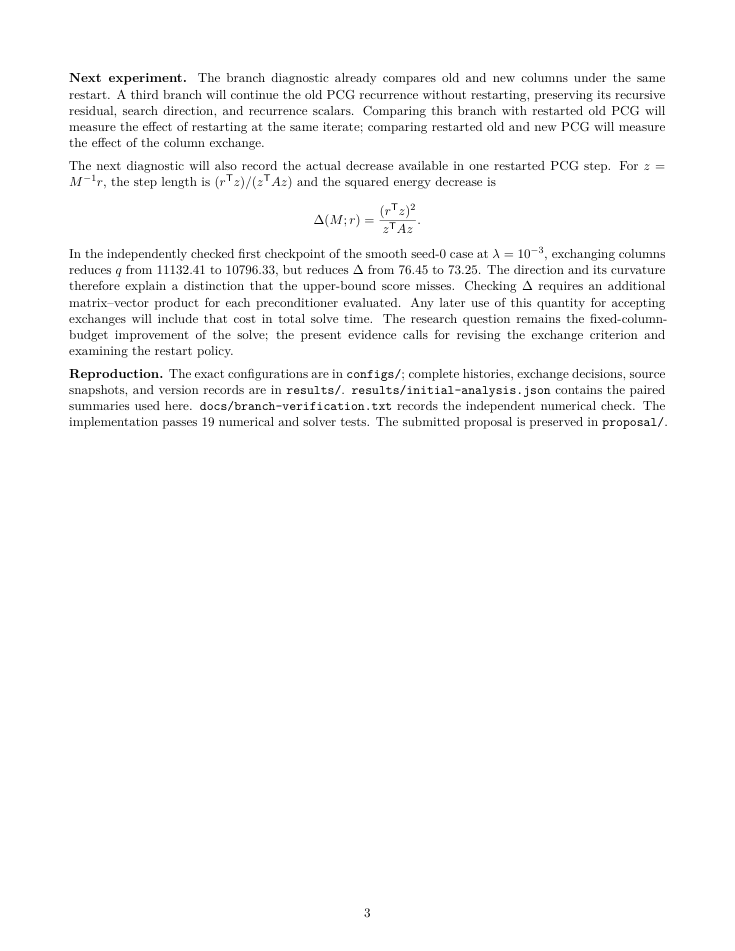 Next experiment. The branch diagnostic already compares old and new columns under the same
restart. A third branch will continue the old PCG recurrence without restarting, preserving its recursive
residual, search direction, and recurrence scalars. Comparing this branch with restarted old PCG will
measure the effect of restarting at the same iterate; comparing restarted old and new PCG will measure
the effect of the column exchange.
The next diagnostic will also record the actual decrease available in one restarted PCG step. For z =
M⁻¹r, the step length is (rᵀz)/(zᵀAz) and the squared energy decrease is
Δ(M; r) = (rᵀz)² / zᵀAz.
In the independently checked first checkpoint of the smooth seed-0 case at λ = 10⁻³, exchanging columns
reduces q from 11132.41 to 10796.33, but reduces Δ from 76.45 to 73.25. The direction and its curvature
therefore explain a distinction that the upper-bound score misses. Checking Δ requires an additional
matrix–vector product for each preconditioner evaluated. Any later use of this quantity for accepting
exchanges will include that cost in total solve time. The research question remains the fixed-column-
budget improvement of the solve; the present evidence calls for revising the exchange criterion and
examining the restart policy.
Reproduction. The exact configurations are in configs/; complete histories, exchange decisions, source
snapshots, and version records are in results/. results/initial-analysis.json contains the paired
summaries used here. docs/branch-verification.txt records the independent numerical check. The
implementation passes 19 numerical and solver tests. The submitted proposal is preserved in proposal/.
3